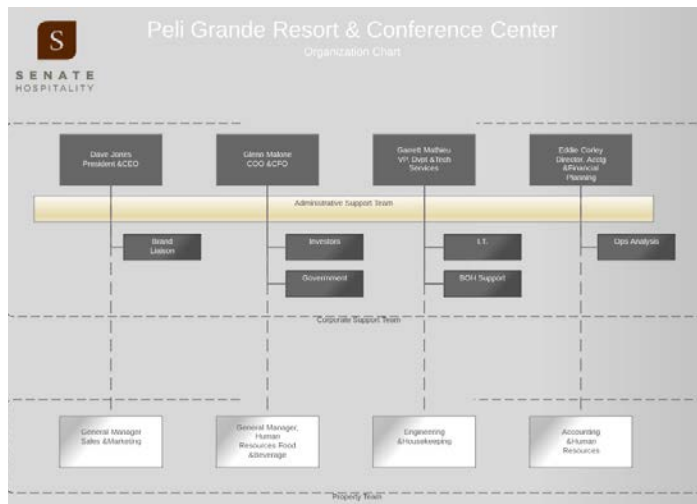 S
SENATE
HOSPITALITY
Peli Grande Resort & Conference Center
Organization Chart
Dave Jones
President &CEO
Glenn Malone
COO &CFO
Garrett Mathieu
VP, Dvpt &Tech
Services
Eddie Corley
Director, Acctg
&Financial
Planning
Administrative Support Team
Brand
Liaison
Investors
I.T.
Ops Analysis
Government
BOH Support
Corporate Support Team
General Manager
Sales &Marketing
General Manager,
Human
Resources Food
&Beverage
Engineering
&Housekeeping
Accounting
&Human
Resources
Property Team